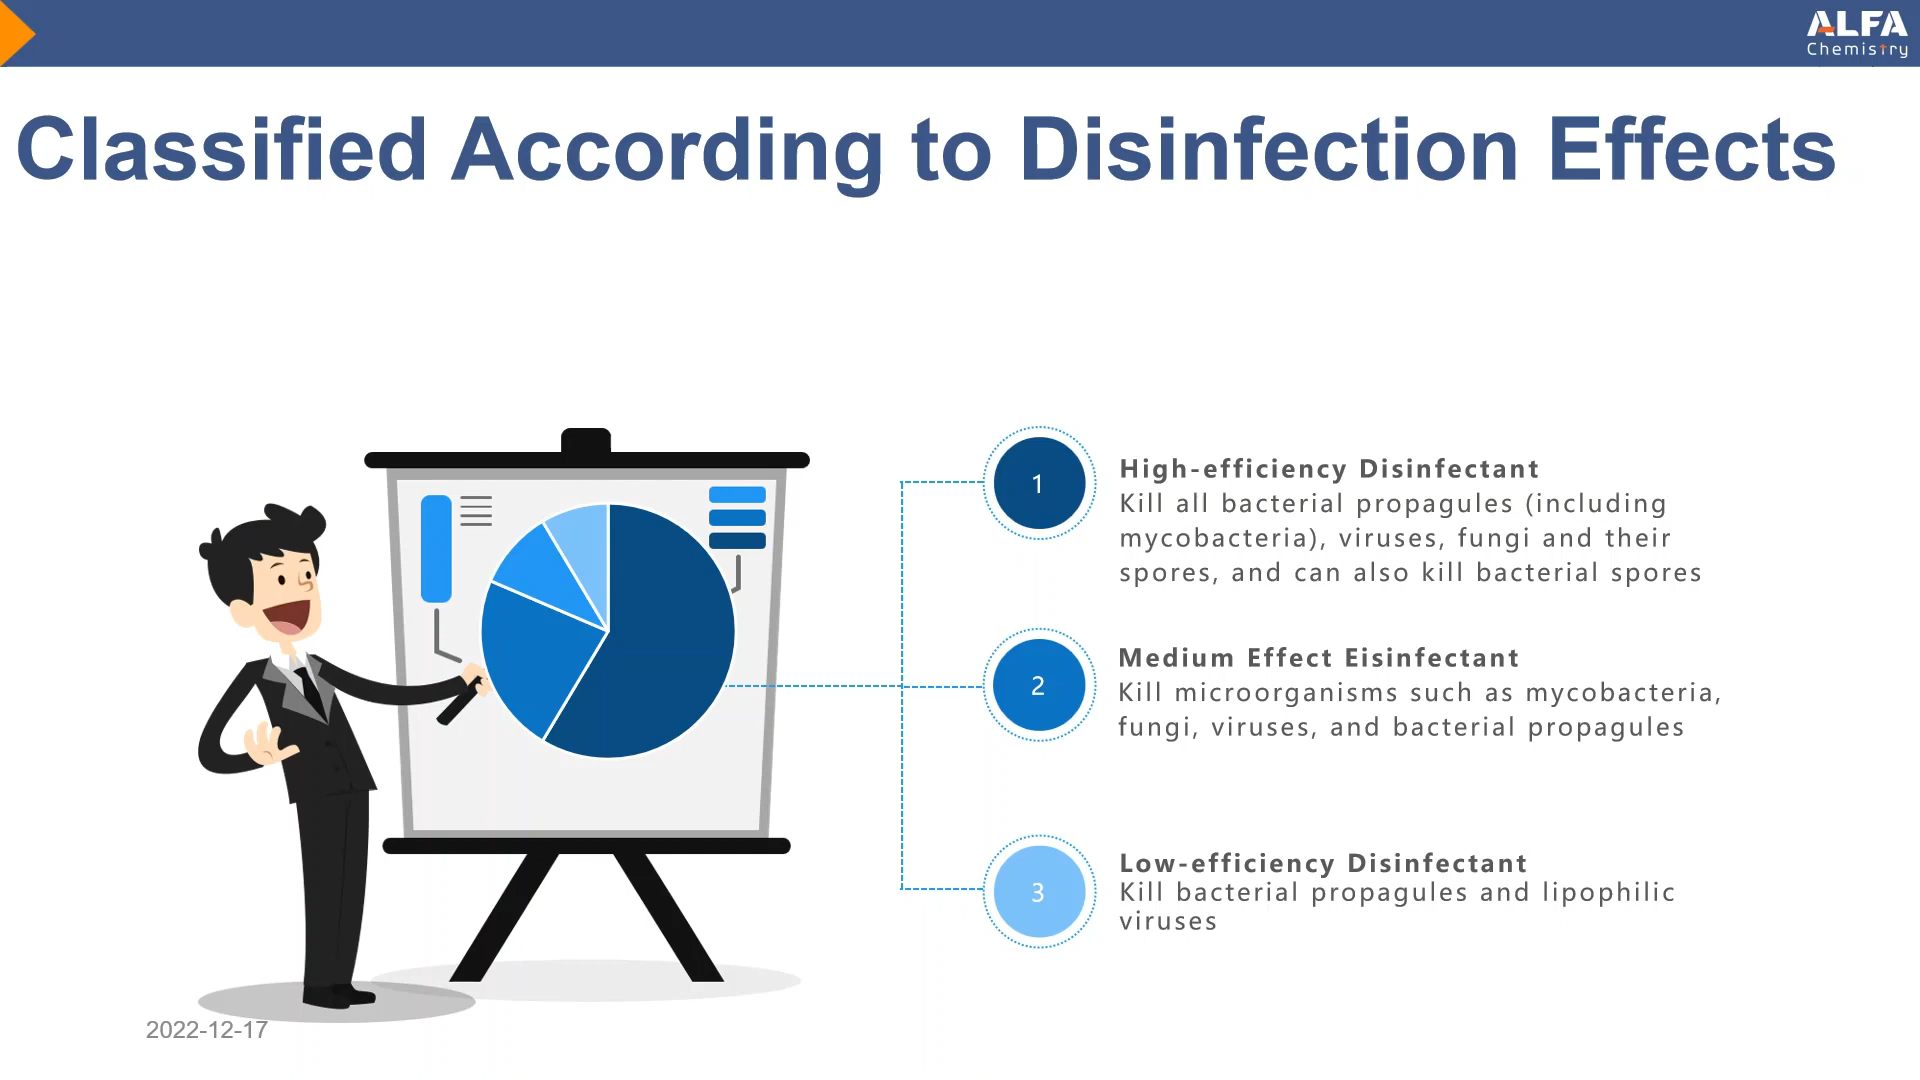 ALFA
Chemistry
Classified According to Disinfection Effects
1
High-efficiency Disinfectant
Kill all bacterial propagules (including
mycobacteria), viruses, fungi and their
spores, and can also kill bacterial spores
2
Medium Effect Eisinfectant
Kill microorganisms such as mycobacteria,
fungi, viruses, and bacterial propagules
3
Low-efficiency Disinfectant
Kill bacterial propagules and lipophilic
viruses
2022-12-17